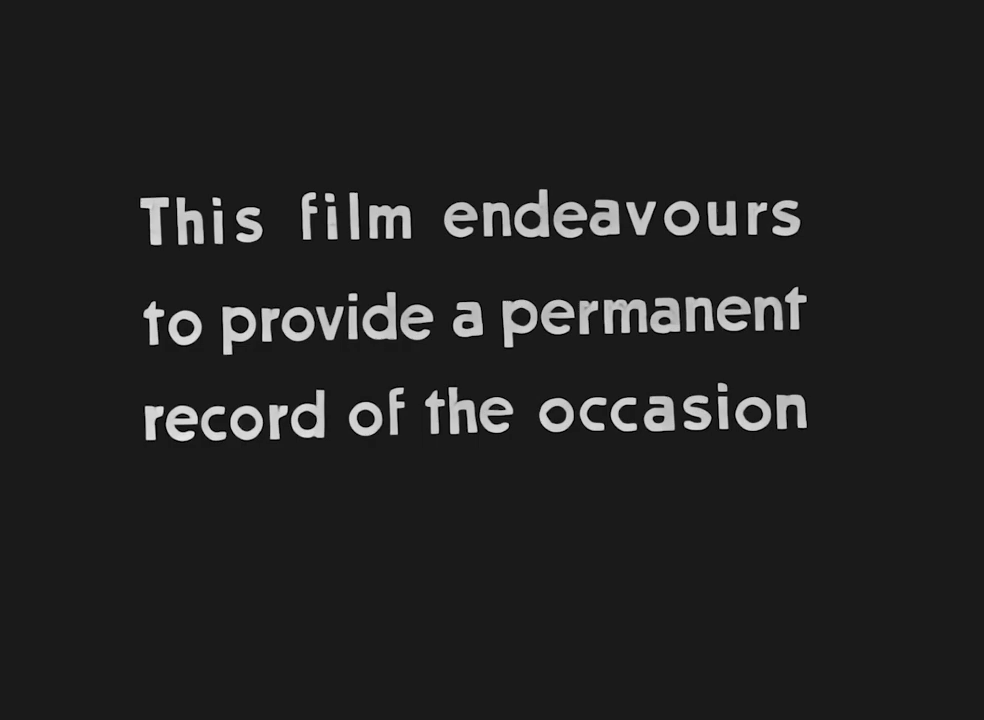 This film endeavours
to provide a permanent
record of the occasion